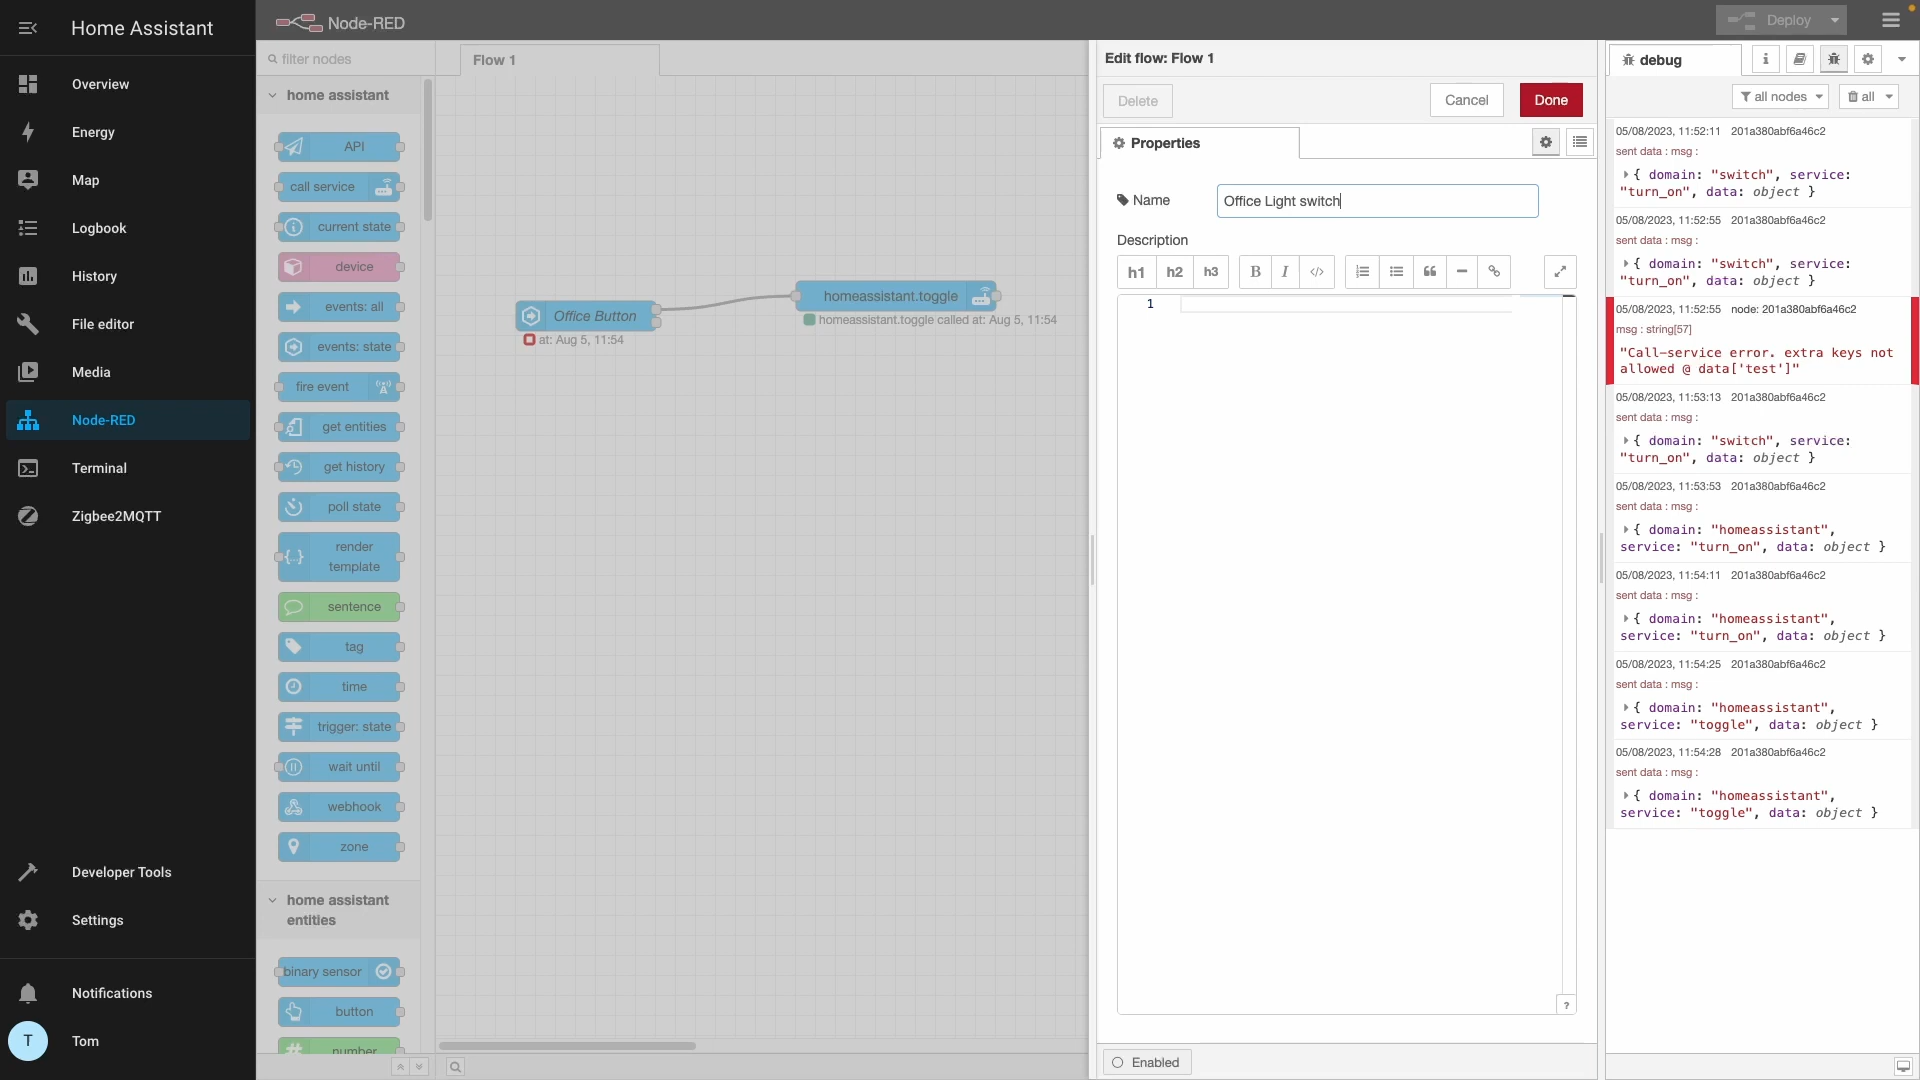 Home Assistant
Overview
Energy
Map
Logbook
History
File editor
Media
Node-RED
Terminal
Zigbee2MQTT
Developer Tools
Settings
Notifications
T
Tom
Node-RED
Deploy
filter nodes
home assistant
API
call service
current state
device
events: all
events: state
fire event
get entities
get history
poll state
render
template
sentence
tag
time
trigger: state
wait until
webhook
zone
home assistant
entities
binary sensor
button
number
Flow 1
Office Button
at: Aug 5, 11:54
homeassistant.toggle
homeassistant.toggle called at: Aug 5, 11:54
Edit flow: Flow 1
Delete
Cancel
Done
Properties
Name
Office Light switch
Description
h1 h2 h3 B I </>
1
?
Enabled
debug
i
all nodes
all
05/08/2023, 11:52:11 201a380abf6a46c2
sent data : msg :
{ domain: "switch", service:
"turn_on", data: object }
05/08/2023, 11:52:55 201a380abf6a46c2
sent data : msg :
{ domain: "switch", service:
"turn_on", data: object }
05/08/2023, 11:52:55 node: 201a380abf6a46c2
msg : string[57]
"Call-service error. extra keys not
allowed @ data['test']"
05/08/2023, 11:53:13 201a380abf6a46c2
sent data : msg :
{ domain: "switch", service:
"turn_on", data: object }
05/08/2023, 11:53:53 201a380abf6a46c2
sent data : msg :
{ domain: "homeassistant",
service: "turn_on", data: object }
05/08/2023, 11:54:11 201a380abf6a46c2
sent data : msg :
{ domain: "homeassistant",
service: "turn_on", data: object }
05/08/2023, 11:54:25 201a380abf6a46c2
sent data : msg :
{ domain: "homeassistant",
service: "toggle", data: object }
05/08/2023, 11:54:28 201a380abf6a46c2
sent data : msg :
{ domain: "homeassistant",
service: "toggle", data: object }